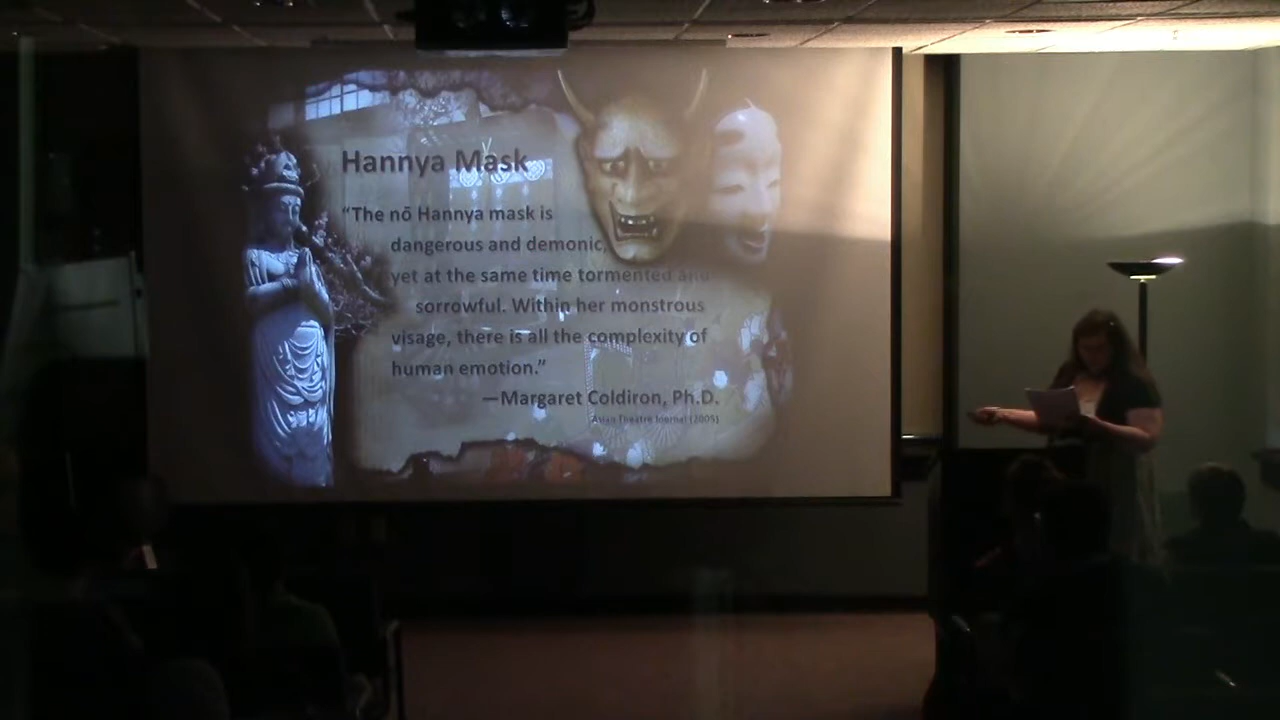 Hannya Mask
“The nō Hannya mask is
dangerous and demonic,
yet at the same time tormented and
sorrowful. Within her monstrous
visage, there is all the complexity of
human emotion.”
—Margaret Coldiron, Ph.D.
Asian Theatre Journal (2005)